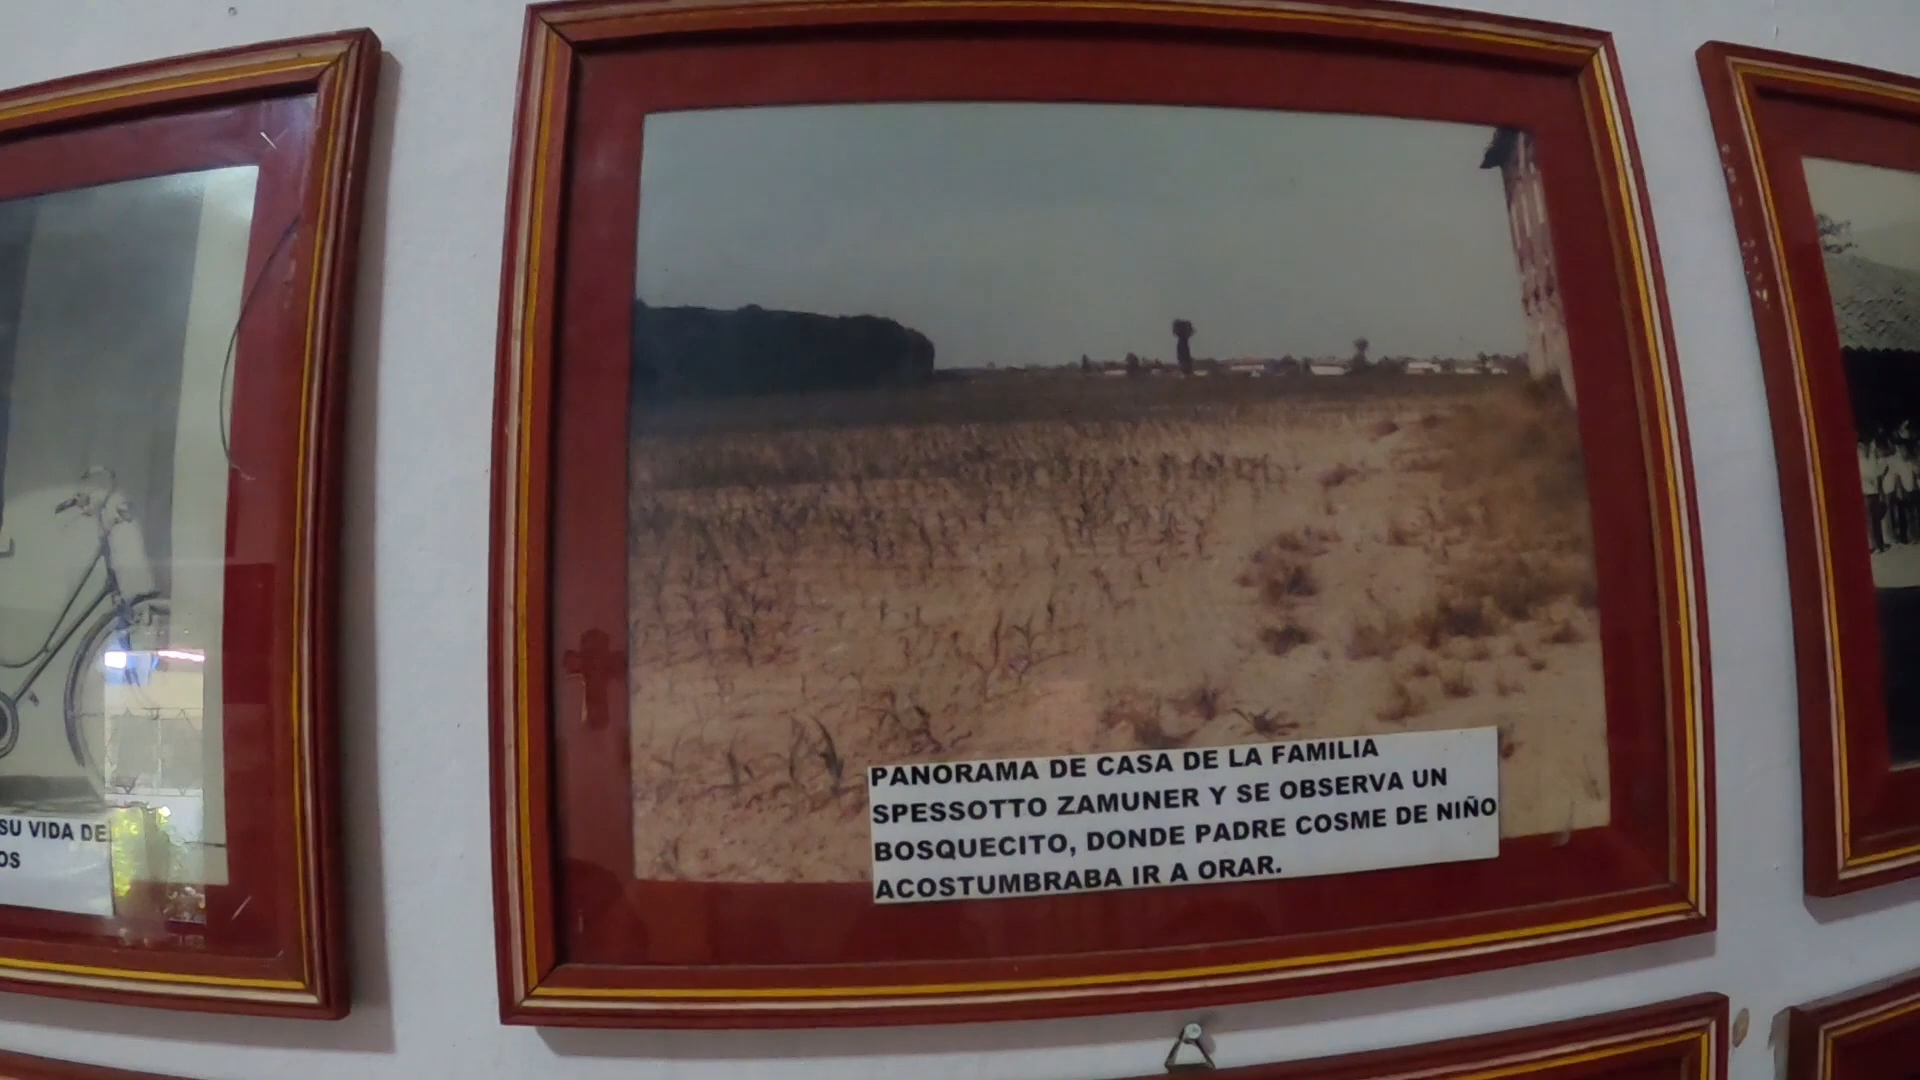 SU VIDA DE
OS
PANORAMA DE CASA DE LA FAMILIA
SPESSOTTO ZAMUNER Y SE OBSERVA UN
BOSQUECITO, DONDE PADRE COSME DE NIÑO
ACOSTUMBRABA IR A ORAR.